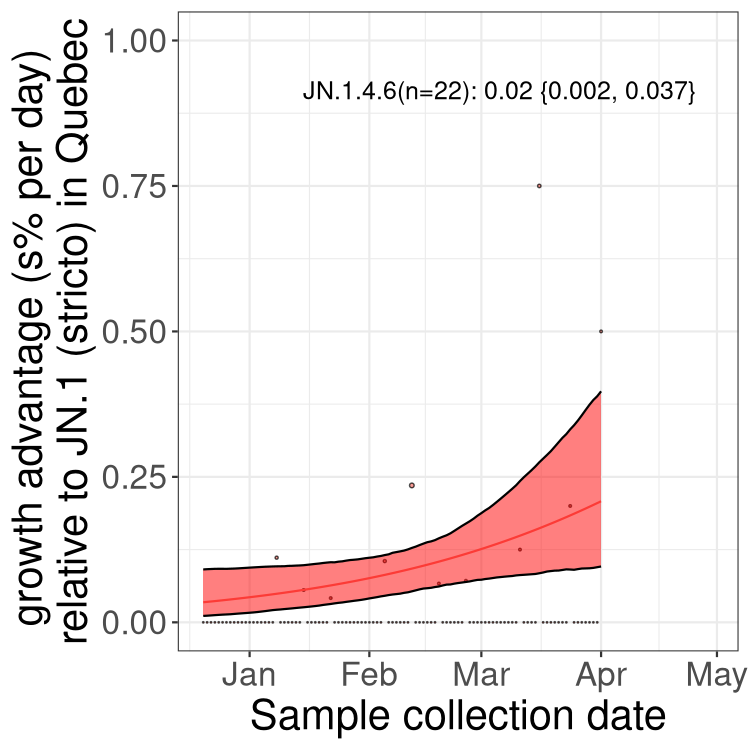 growth advantage (s% per day)
relative to JN.1 (stricto) in Quebec
1.00
JN.1.4.6(n=22): 0.02 {0.002, 0.037}
0.75
0.50
0.25
0.00
Jan Feb Mar Apr May
Sample collection date